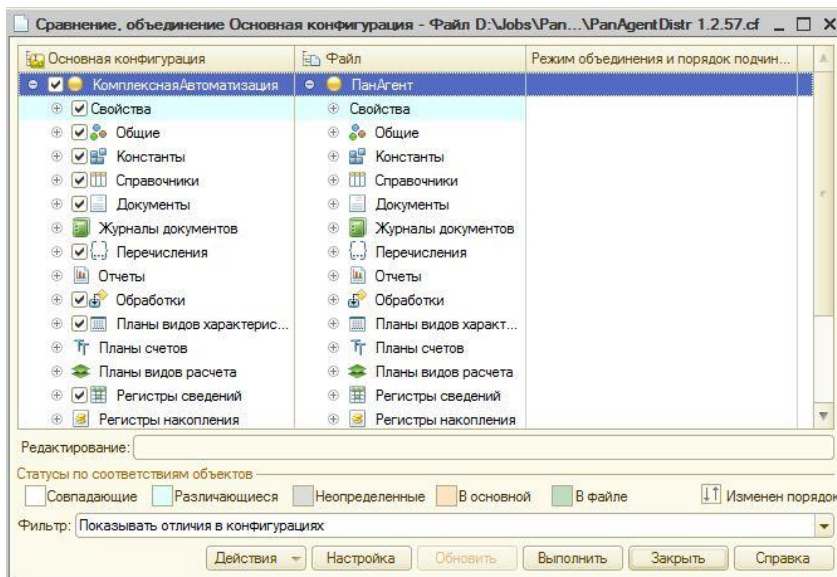 Сравнение, объединение Основная конфигурация - Файл D:\Jobs\Pan...\PanAgentDistr 1.2.57.cf
Основная конфигурация Файл Режим объединения и порядок подчин...
КомплекснаяАвтоматизация ПанАгент
Свойства Свойства
Общие Общие
Константы Константы
Справочники Справочники
Документы Документы
Журналы документов Журналы документов
Перечисления Перечисления
Отчеты Отчеты
Обработки Обработки
Планы видов характерис... Планы видов характ...
Планы счетов Планы счетов
Планы видов расчета Планы видов расчета
Регистры сведений Регистры сведений
Регистры накопления Регистры накопления
Редактирование:
Статусы по соответствиям объектов
Совпадающие Различающиеся Неопределенные В основной В файле Изменен порядок
Фильтр: Показывать отличия в конфигурациях
Действия Настройка Обновить Выполнить Закрыть Справка